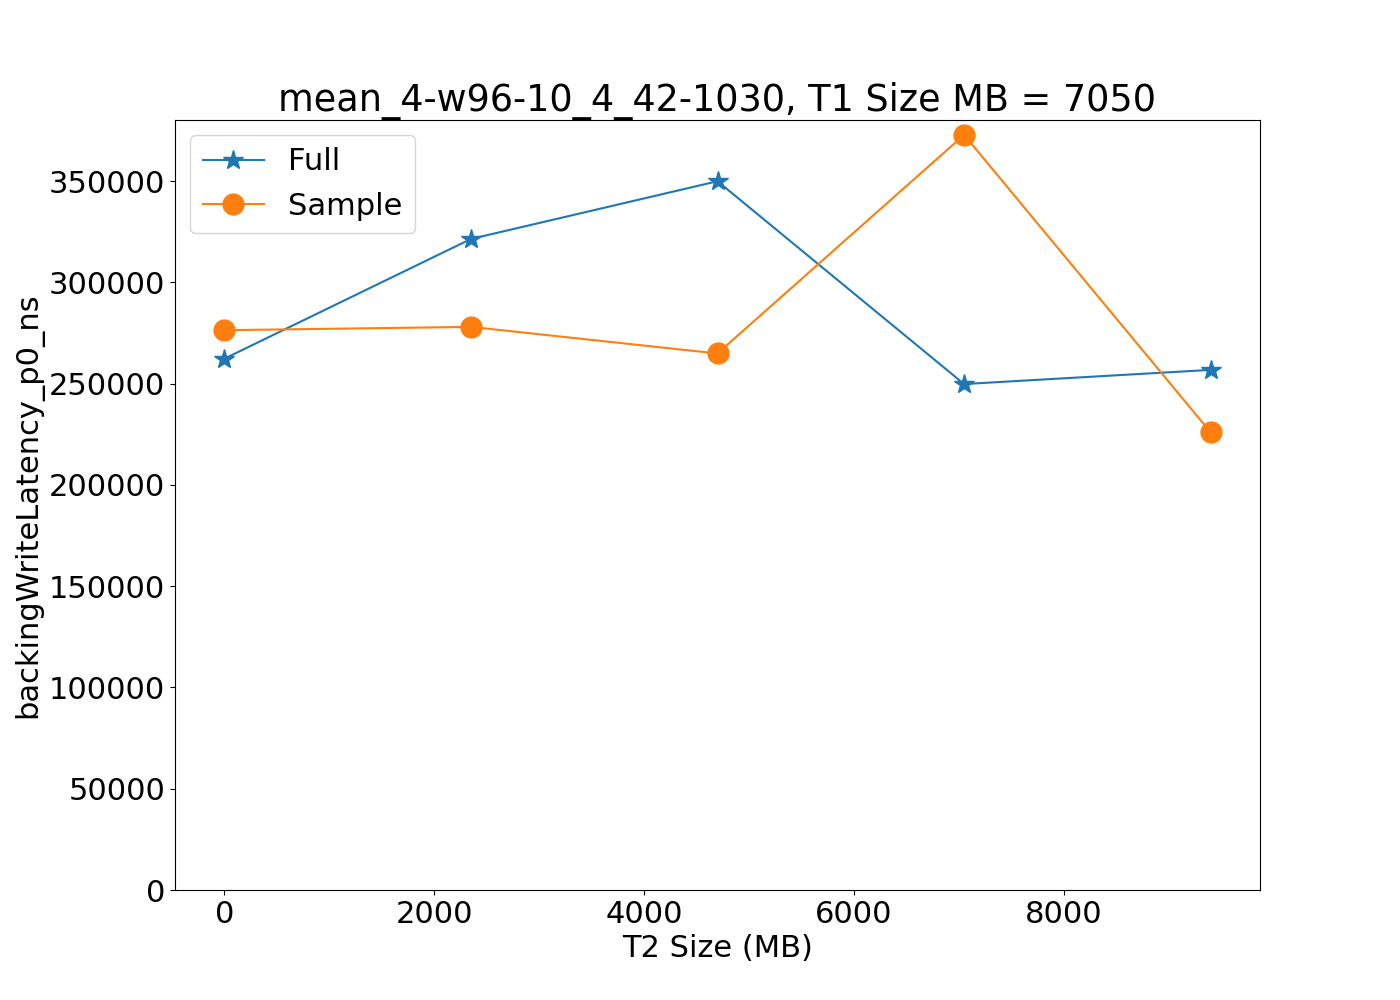 mean_4-w96-10_4_42-1030, T1 Size MB = 7050
Full
Sample
backingWriteLatency_p0_ns
350000
300000
250000
200000
150000
100000
50000
0
0 2000 4000 6000 8000
T2 Size (MB)